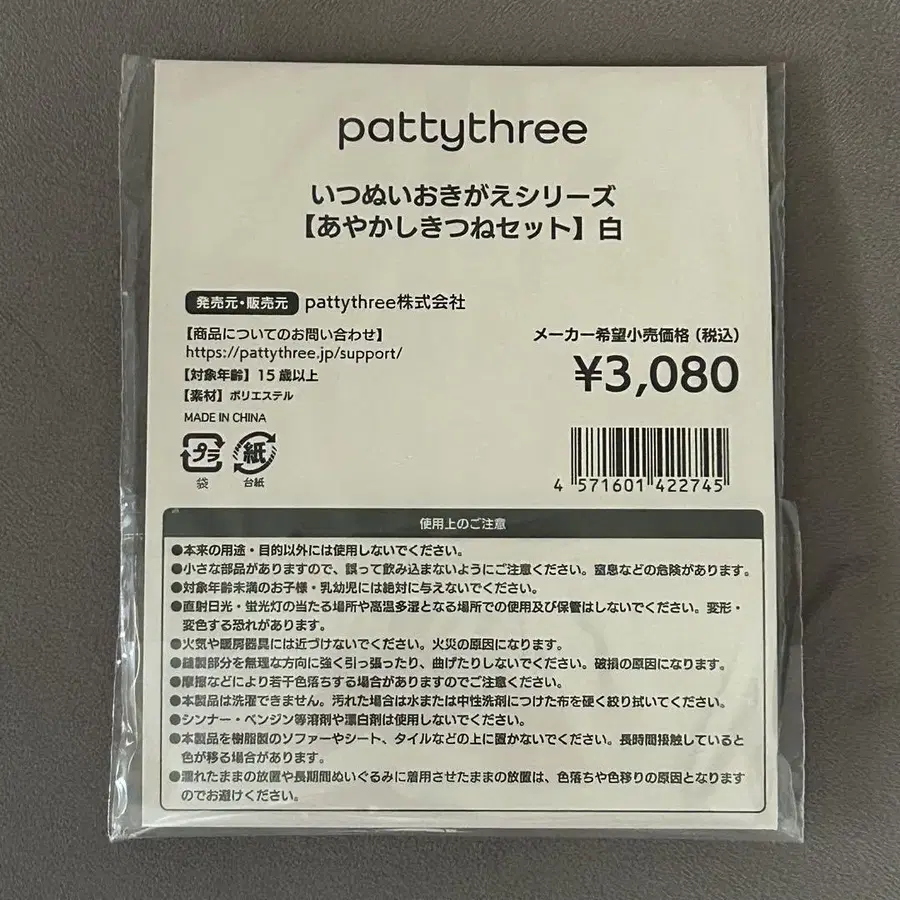 pattythree
いつぬいおきがえシリーズ
【あやかしきつねセット】白
発売元・販売元 pattythree株式会社
【商品についてのお問い合わせ】
https://pattythree.jp/support/
【対象年齢】15歳以上
【素材】ポリエステル
MADE IN CHINA
プラ 紙
袋 台紙
メーカー希望小売価格（税込）
¥3,080
4 571601 422745
使用上のご注意
●本来の用途・目的以外には使用しないでください。
●小さな部品がありますので、誤って飲み込まないようにご注意ください。窒息などの危険があります。
●対象年齢未満のお子様・乳幼児には絶対に与えないでください。
●直射日光・蛍光灯の当たる場所や高温多湿となる場所での使用及び保管はしないでください。変形・
変色する恐れがあります。
●火気や暖房器具には近づけないでください。火災の原因になります。
●縫製部分を無理な方向に強く引っ張ったり、曲げたりしないでください。破損の原因になります。
●摩擦などにより若干色落ちする場合がありますのでご注意ください。
●本製品は洗濯できません。汚れた場合は水または中性洗剤につけた布を硬く絞り拭いてください。
●シンナー・ベンジン等溶剤や漂白剤は使用しないでください。
●本製品を樹脂製のソファーやシート、タイルなどの上に置かないでください。長時間接触していると
色が移る場合があります。
●濡れたままの放置や長期間ぬいぐるみに着用させたままの放置は、色落ちや色移りの原因となります
のでお避けください。